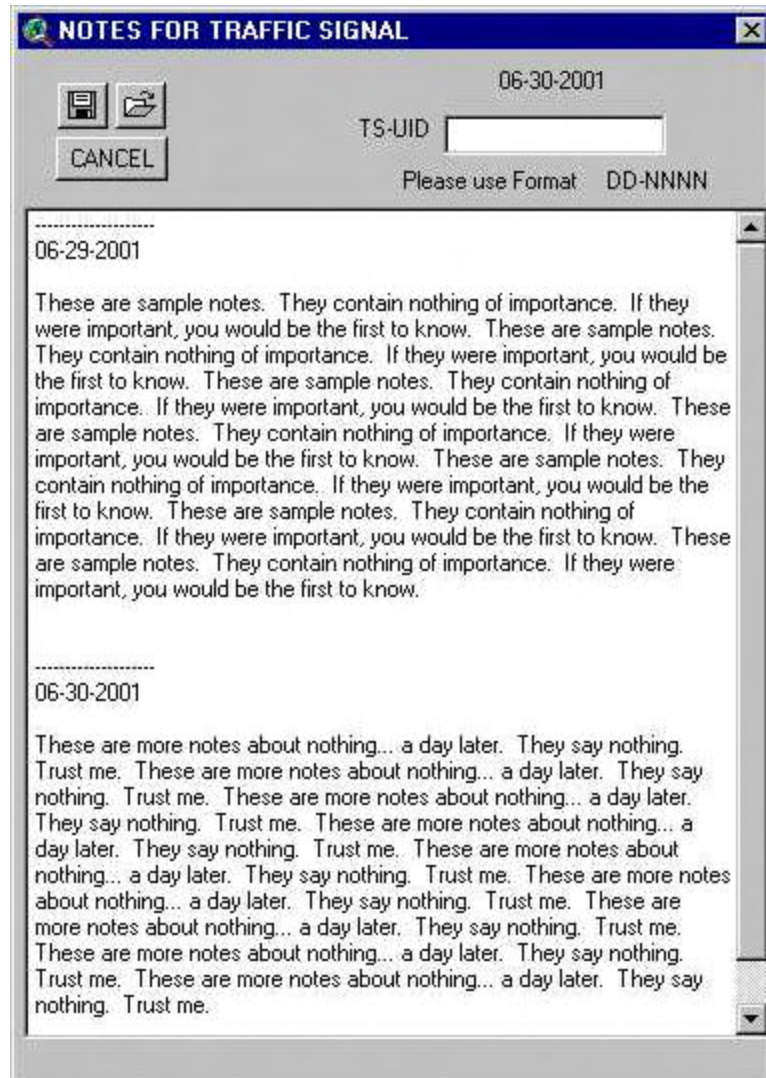 NOTES FOR TRAFFIC SIGNAL
06-30-2001
TS-UID
CANCEL
Please use Format DD-NNNN
--------------------
06-29-2001
These are sample notes. They contain nothing of importance. If they
were important, you would be the first to know. These are sample notes.
They contain nothing of importance. If they were important, you would be
the first to know. These are sample notes. They contain nothing of
importance. If they were important, you would be the first to know. These
are sample notes. They contain nothing of importance. If they were
important, you would be the first to know. These are sample notes. They
contain nothing of importance. If they were important, you would be the
first to know. These are sample notes. They contain nothing of
importance. If they were important, you would be the first to know. These
are sample notes. They contain nothing of importance. If they were
important, you would be the first to know.
--------------------
06-30-2001
These are more notes about nothing... a day later. They say nothing.
Trust me. These are more notes about nothing... a day later. They say
nothing. Trust me. These are more notes about nothing... a day later.
They say nothing. Trust me. These are more notes about nothing... a
day later. They say nothing. Trust me. These are more notes about
nothing... a day later. They say nothing. Trust me. These are more notes
about nothing... a day later. They say nothing. Trust me. These are
more notes about nothing... a day later. They say nothing. Trust me.
These are more notes about nothing... a day later. They say nothing.
Trust me. These are more notes about nothing... a day later. They say
nothing. Trust me.